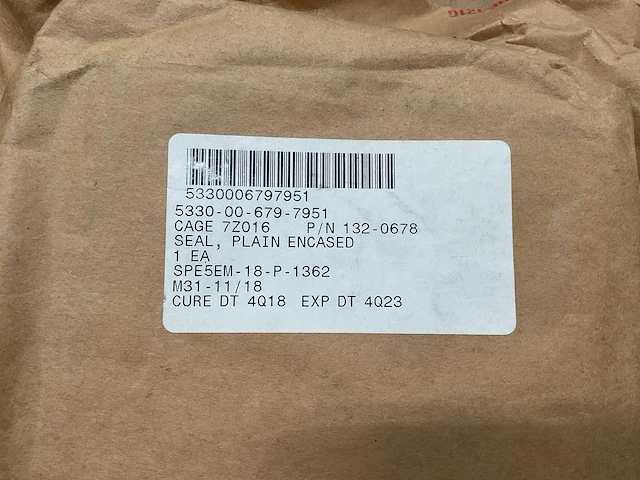 5330006797951
5330-00-679-7951
CAGE 7Z016 P/N 132-0678
SEAL, PLAIN ENCASED
1 EA
SPE5EM-18-P-1362
M31-11/18
CURE DT 4Q18 EXP DT 4Q23